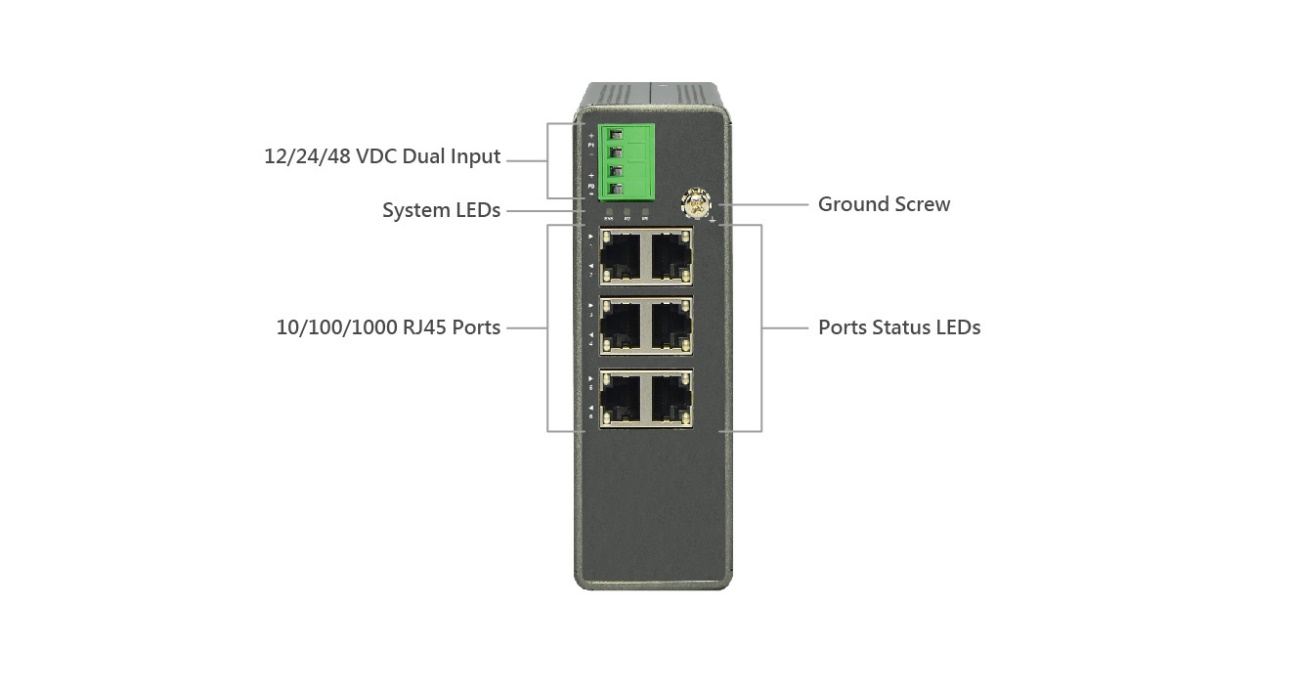 12/24/48 VDC Dual Input
System LEDs
Ground Screw
10/100/1000 RJ45 Ports
Ports Status LEDs